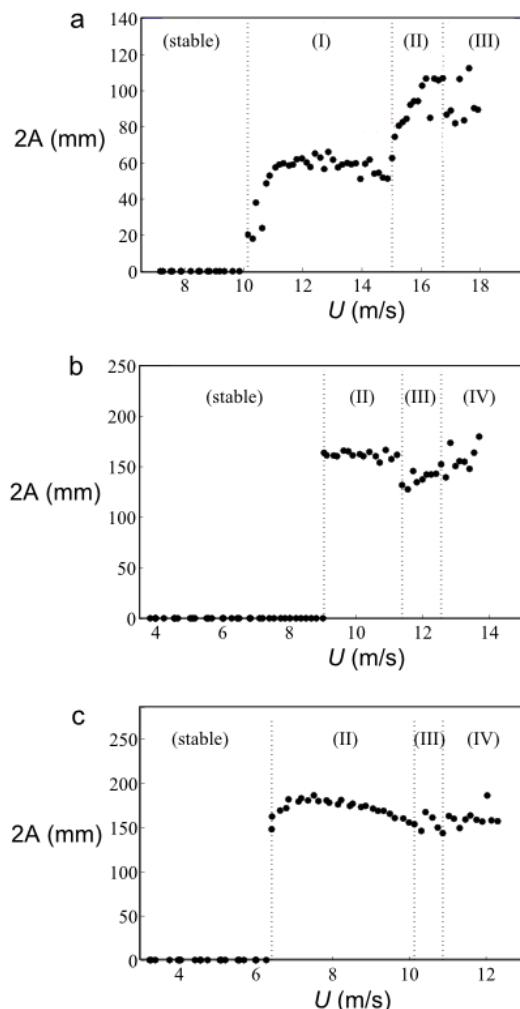 a
140
(stable) (I) (II) (III)
120
100
2A (mm)
80
60
40
20
0
8 10 12 14 16 18
U (m/s)
b
250
(stable) (II) (III) (IV)
200
2A (mm)
150
100
50
0
4 6 8 10 12 14
U (m/s)
c
250
(stable) (II) (III) (IV)
200
2A (mm)
150
100
50
0
4 6 8 10 12
U (m/s)